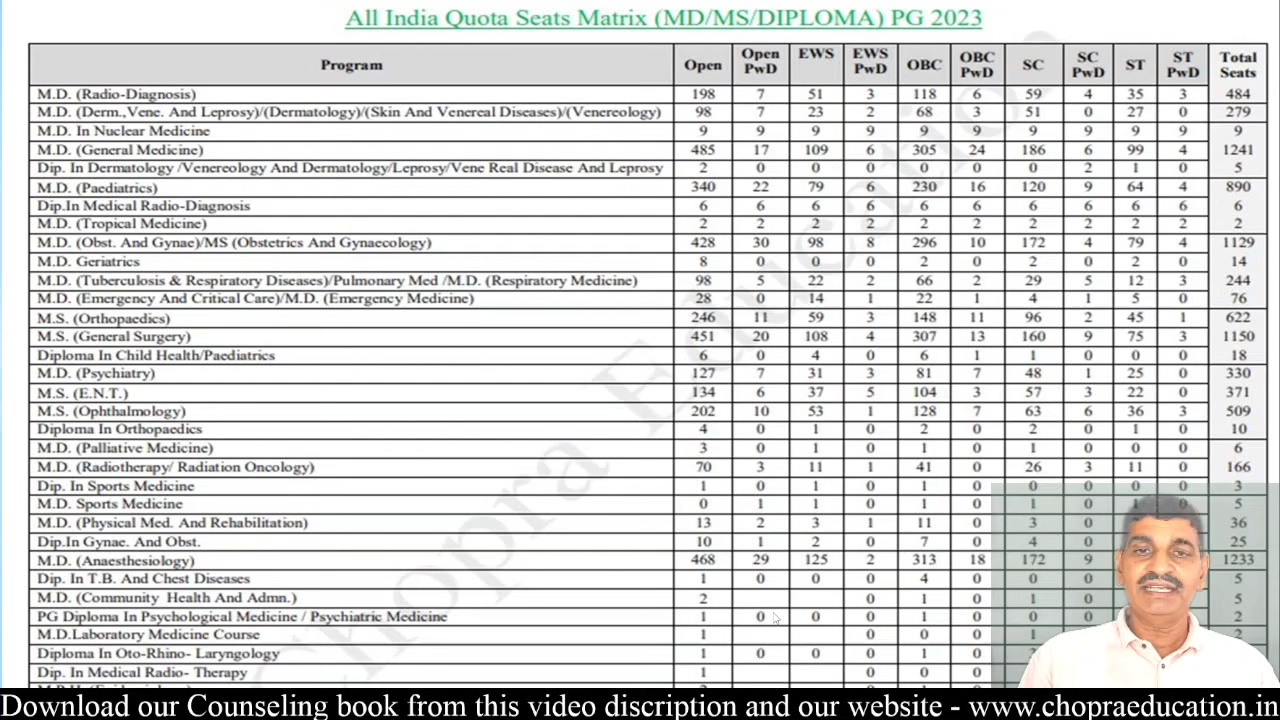 All India Quota Seats Matrix (MD/MS/DIPLOMA) PG 2023
Program Open Open PwD EWS EWS PwD OBC OBC PwD SC SC PwD ST ST PwD Total Seats
M.D. (Radio-Diagnosis) 198 7 51 3 118 6 59 4 35 3 484
M.D. (Derm.,Vene. And Leprosy)/(Dermatology)/(Skin And Venereal Diseases)/(Venereology) 98 7 23 2 68 3 51 0 27 0 279
M.D. In Nuclear Medicine 9 9 9 9 9 9 9 9 9 9 9
M.D. (General Medicine) 485 17 109 6 305 24 186 6 99 4 1241
Dip. In Dermatology /Venereology And Dermatology/Leprosy/Vene Real Disease And Leprosy 2 0 0 0 0 0 0 2 1 0 5
M.D. (Paediatrics) 340 22 79 6 230 16 120 9 64 4 890
Dip.In Medical Radio-Diagnosis 6 6 6 6 6 6 6 6 6 6 6
M.D. (Tropical Medicine) 2 2 2 2 2 2 2 2 2 2 2
M.D. (Obst. And Gynae)/MS (Obstetrics And Gynaecology) 428 30 98 8 296 10 172 4 79 4 1129
M.D. Geriatrics 8 0 0 0 2 0 2 0 2 0 14
M.D. (Tuberculosis & Respiratory Diseases)/Pulmonary Med /M.D. (Respiratory Medicine) 98 5 22 2 66 2 29 5 12 3 244
M.D. (Emergency And Critical Care)/M.D. (Emergency Medicine) 28 0 14 1 22 1 4 1 5 0 76
M.S. (Orthopaedics) 246 11 59 3 148 11 96 2 45 1 622
M.S. (General Surgery) 451 20 108 4 307 13 160 9 75 3 1150
Diploma In Child Health/Paediatrics 6 0 4 0 6 1 1 0 0 0 18
M.D. (Psychiatry) 127 7 31 3 81 7 48 1 25 0 330
M.S. (E.N.T.) 134 6 37 5 104 3 57 3 22 0 371
M.S. (Ophthalmology) 202 10 53 1 128 7 63 6 36 3 509
Diploma In Orthopaedics 4 0 1 0 2 0 2 0 1 0 10
M.D. (Palliative Medicine) 3 0 1 0 1 0 1 0 0 0 6
M.D. (Radiotherapy/ Radiation Oncology) 70 3 11 1 41 0 26 3 11 0 166
Dip. In Sports Medicine 1 0 1 0 1 0 0 0 0 0 3
M.D. Sports Medicine 0 1 1 0 1 0 1 0 1 0 5
M.D. (Physical Med. And Rehabilitation) 13 2 3 1 11 0 3 0 36
Dip.In Gynae. And Obst. 10 1 2 0 7 0 4 0 25
M.D. (Anaesthesiology) 468 29 125 2 313 18 172 9 1233
Dip. In T.B. And Chest Diseases 1 0 0 0 4 0 0 0 5
M.D. (Community Health And Admn.) 2 0 1 0 1 0 5
PG Diploma In Psychological Medicine / Psychiatric Medicine 1 0 0 0 1 0 0 0 2
M.D.Laboratory Medicine Course 1 0 0 0 1 2
Diploma In Oto-Rhino- Laryngology 1 0 0 0 1 0
Dip. In Medical Radio- Therapy 1 0 0 0
Chopra Education
Download our Counseling book from this video discription and our website - www.chopraeducation.in